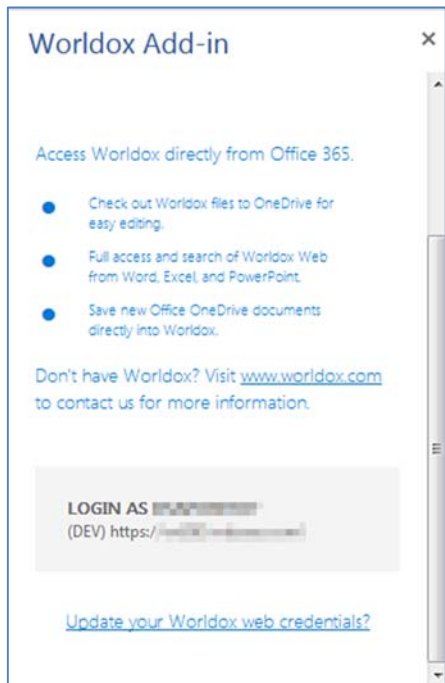 Worldox Add-in
Access Worldox directly from Office 365.
Check out Worldox files to OneDrive for
easy editing.
Full access and search of Worldox Web
from Word, Excel, and PowerPoint.
Save new Office OneDrive documents
directly into Worldox.
Don't have Worldox? Visit www.worldox.com
to contact us for more information.
LOGIN AS
(DEV) https:/
Update your Worldox web credentials?